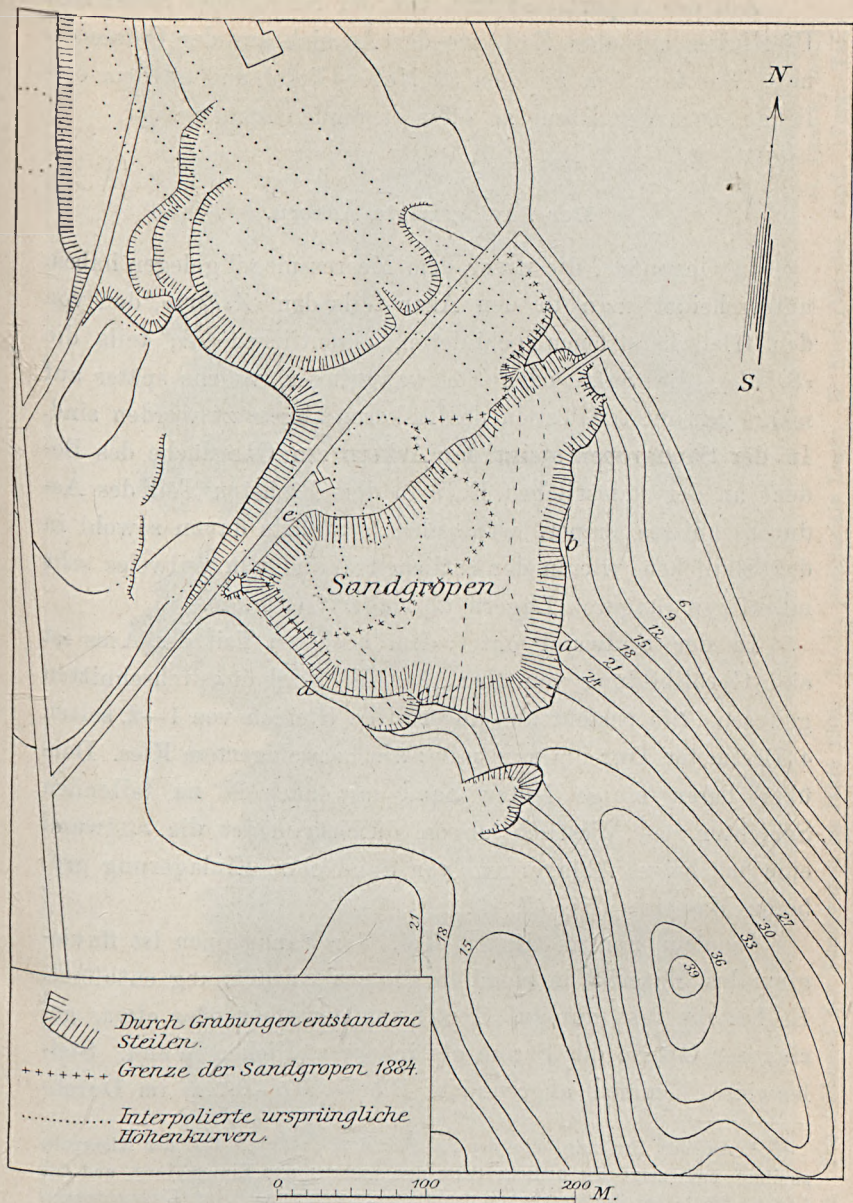 N.
S.
e
b
Sandgropen
a
d
c
6
9
12
15
18
21
24
27
30
33
36
39
21
18
15
Durch Grabungen entstandene
Steilen.
Grenze der Sandgropen 1884.
Interpolierte ursprüngliche
Höhenkurven.
0 100 200 M.